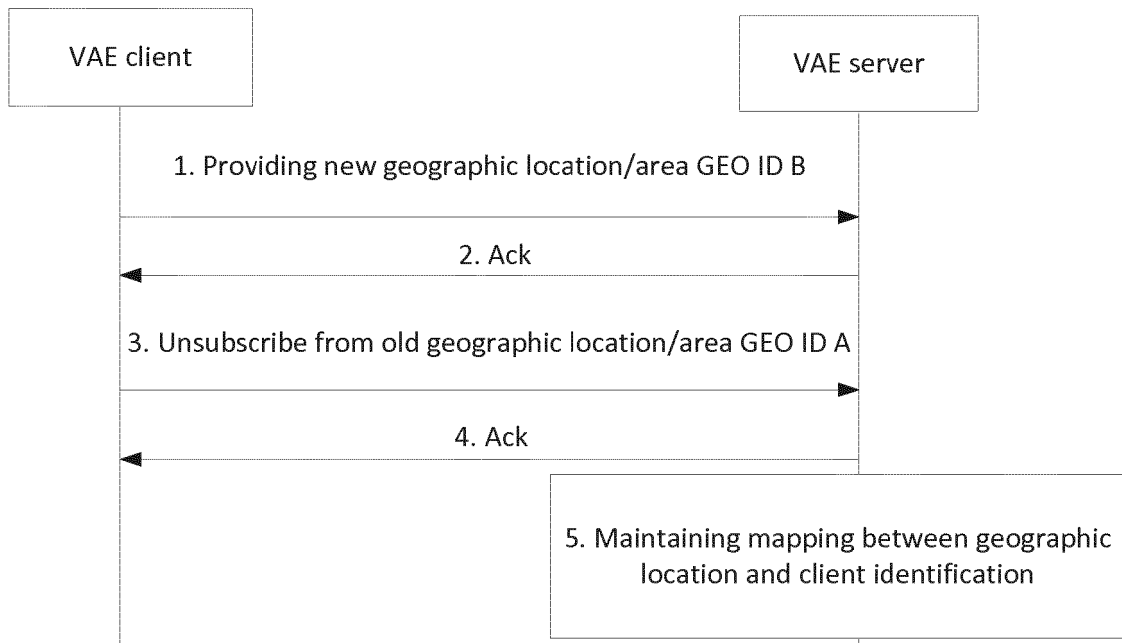 VAE client
VAE server
1. Providing new geographic location/area GEO ID B
2. Ack
3. Unsubscribe from old geographic location/area GEO ID A
4. Ack
5. Maintaining mapping between geographic
location and client identification